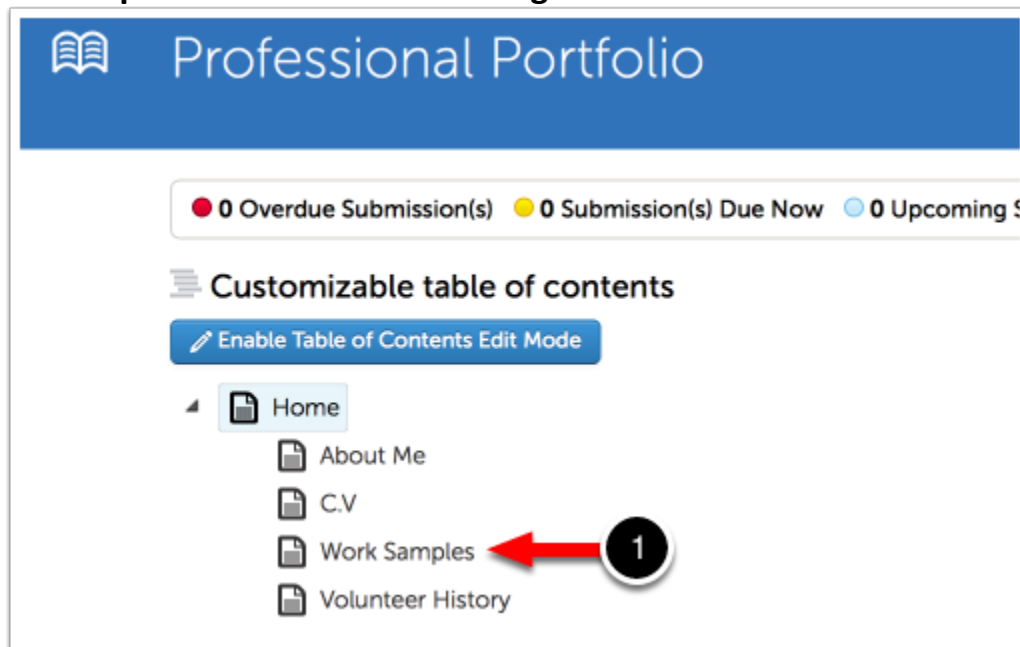 Professional Portfolio
0 Overdue Submission(s) 0 Submission(s) Due Now 0 Upcoming
Customizable table of contents
Enable Table of Contents Edit Mode
Home
About Me
C.V
Work Samples 1
Volunteer History